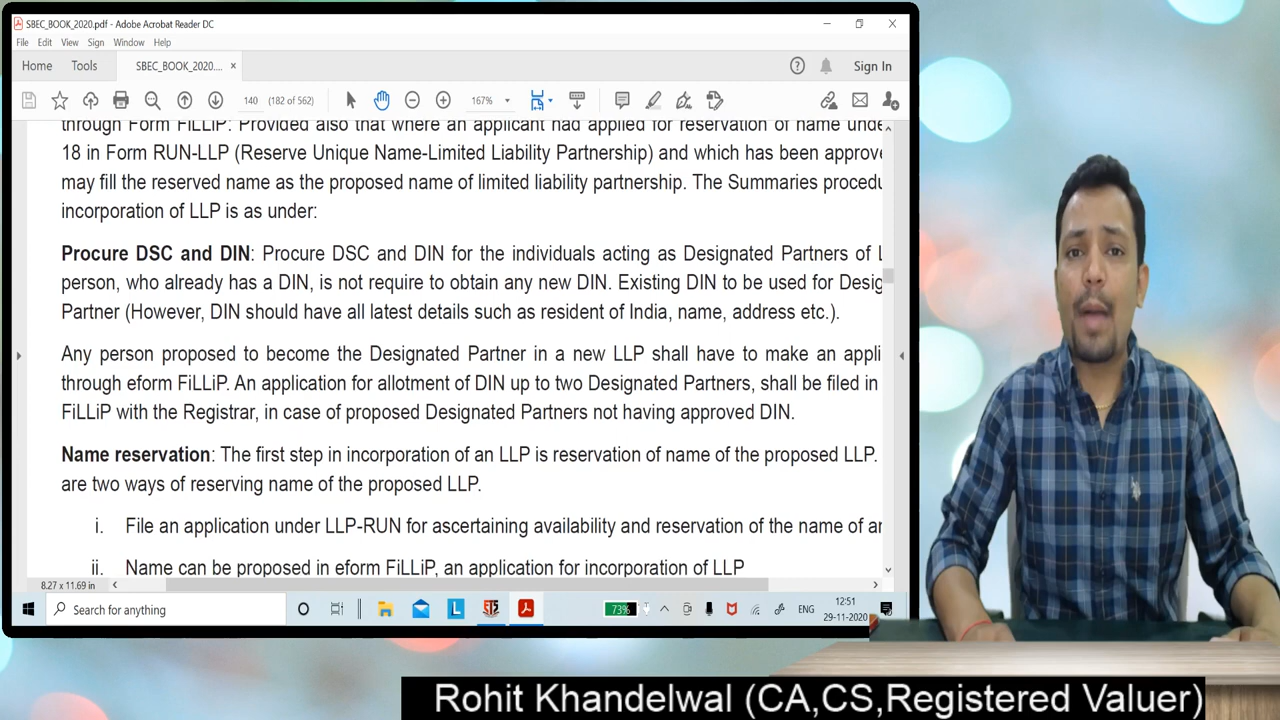 SBEC_BOOK_2020.pdf - Adobe Acrobat Reader DC
File Edit View Sign Window Help
Home Tools SBEC_BOOK_2020.... × Sign In
140 (182 of 562) 167%
through Form FiLLiP: Provided also that where an applicant had applied for reservation of name unde
18 in Form RUN-LLP (Reserve Unique Name-Limited Liability Partnership) and which has been approve
may fill the reserved name as the proposed name of limited liability partnership. The Summaries procedu
incorporation of LLP is as under:
Procure DSC and DIN: Procure DSC and DIN for the individuals acting as Designated Partners of L
person, who already has a DIN, is not require to obtain any new DIN. Existing DIN to be used for Desig
Partner (However, DIN should have all latest details such as resident of India, name, address etc.).
Any person proposed to become the Designated Partner in a new LLP shall have to make an appli
through eform FiLLiP. An application for allotment of DIN up to two Designated Partners, shall be filed in
FiLLiP with the Registrar, in case of proposed Designated Partners not having approved DIN.
Name reservation: The first step in incorporation of an LLP is reservation of name of the proposed LLP.
are two ways of reserving name of the proposed LLP.
i. File an application under LLP-RUN for ascertaining availability and reservation of the name of ar
ii. Name can be proposed in eform FiLLiP, an application for incorporation of LLP
8.27 x 11.69 in
Search for anything 73% ENG 12:51
29-11-2020
Rohit Khandelwal (CA,CS,Registered Valuer)